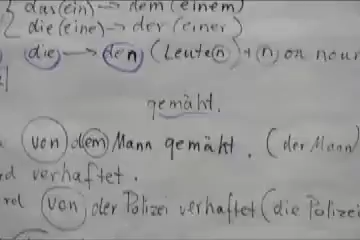 das (ein) → dem (einem)
die (eine) → der (einer)
die → den (Leuten) + (n) on noun
gemäht.
von dem Mann gemäht. (der Mann)
verhaftet.
von der Polizei verhaftet (die Polizei